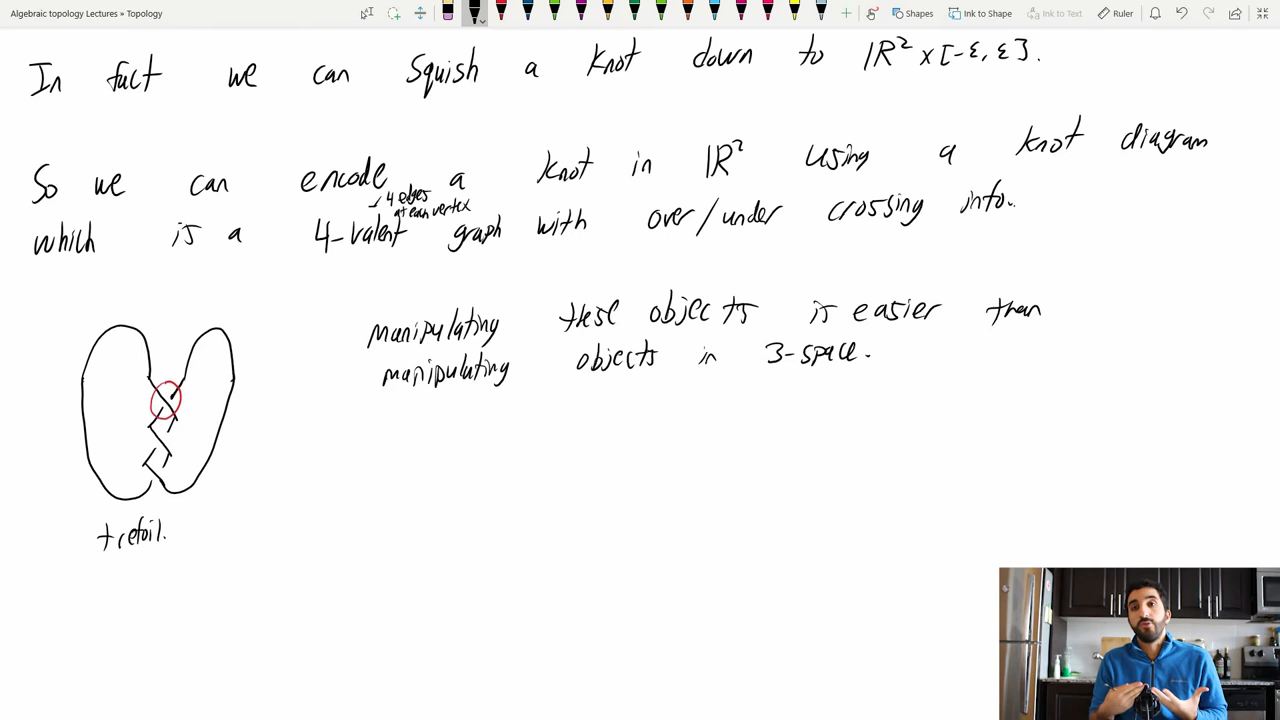 Algebraic topology Lectures » Topology
Shapes
Ink to Shape
Ink to Text
Ruler
In fact we can squish a knot down to ℝ² × [-ε, ε].
So we can encode a knot in ℝ² using a knot diagram
4 edges
at each vertex
which is a 4-valent graph with over/under crossing info.
manipulating these objects is easier than
manipulating objects in 3-space.
trefoil.